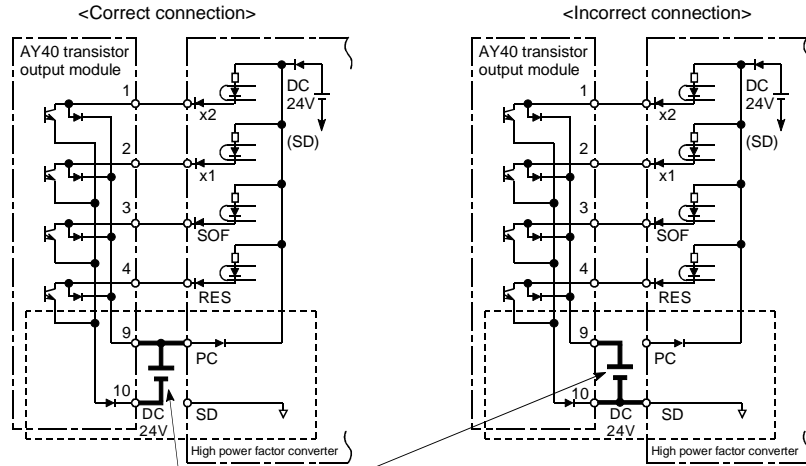 <Correct connection>
AY40 transistor
output module
1
x2
DC
24V
(SD)
2
x1
3
SOF
4
RES
9
PC
10
DC
24V
SD
High power factor converter
<Incorrect connection>
AY40 transistor
output module
1
x2
DC
24V
(SD)
2
x1
3
SOF
4
RES
9
PC
10
DC
24V
SD
High power factor converter